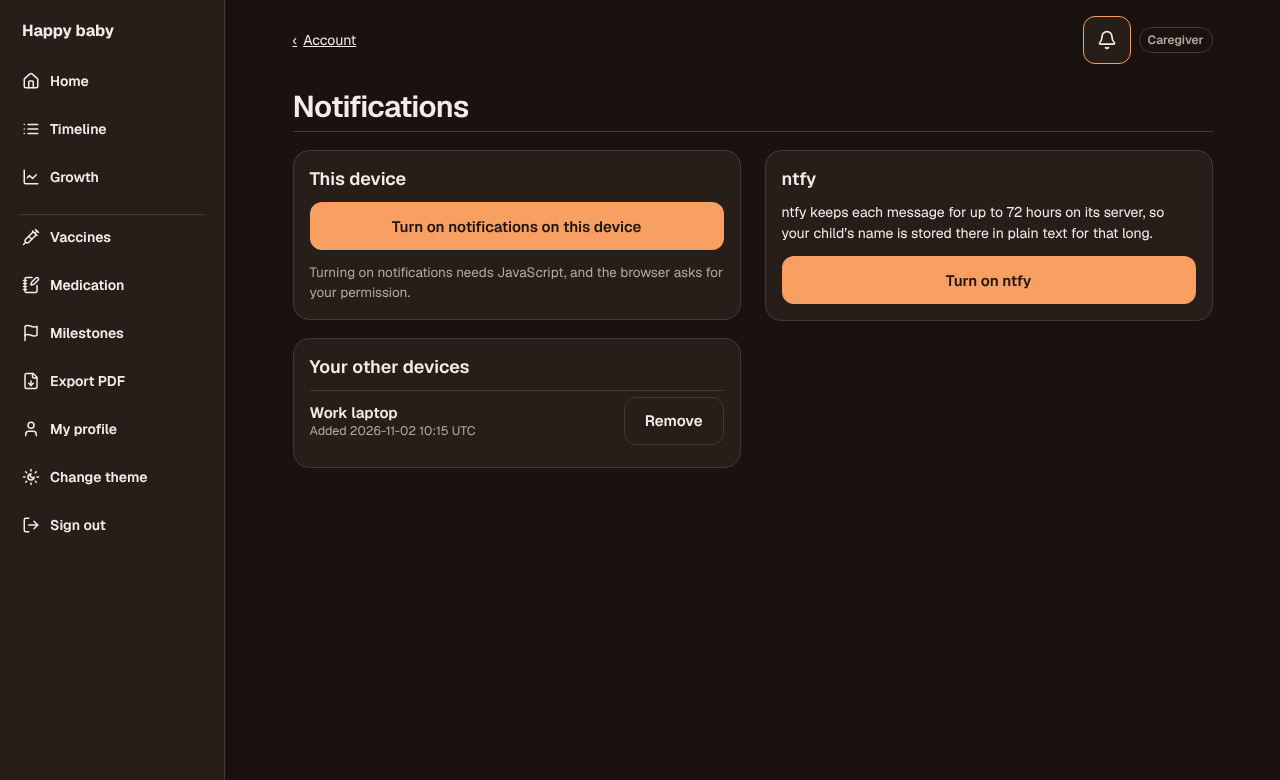 Happy baby
Home
Timeline
Growth
Vaccines
Medication
Milestones
Export PDF
My profile
Change theme
Sign out
‹ Account
Caregiver
Notifications
This device
Turn on notifications on this device
Turning on notifications needs JavaScript, and the browser asks for
your permission.
ntfy
ntfy keeps each message for up to 72 hours on its server, so
your child’s name is stored there in plain text for that long.
Turn on ntfy
Your other devices
Work laptop
Added 2026-11-02 10:15 UTC
Remove